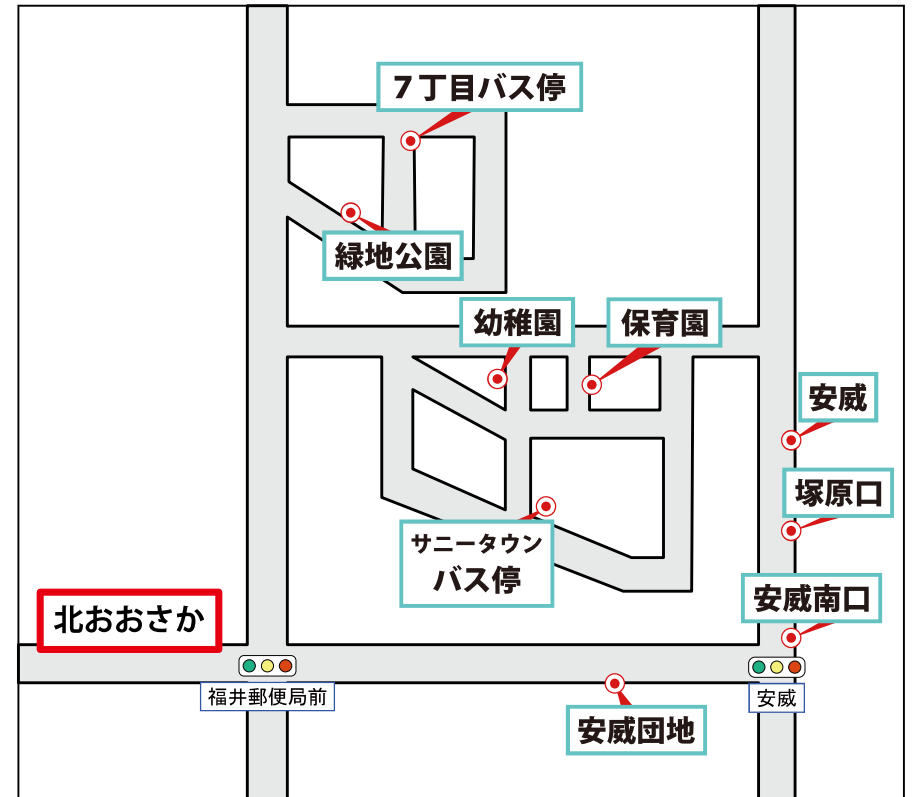 7丁目バス停
緑地公園
幼稚園
保育園
安威
塚原口
サニータウン
バス停
安威南口
北おおさか
福井郵便局前
安威
安威団地